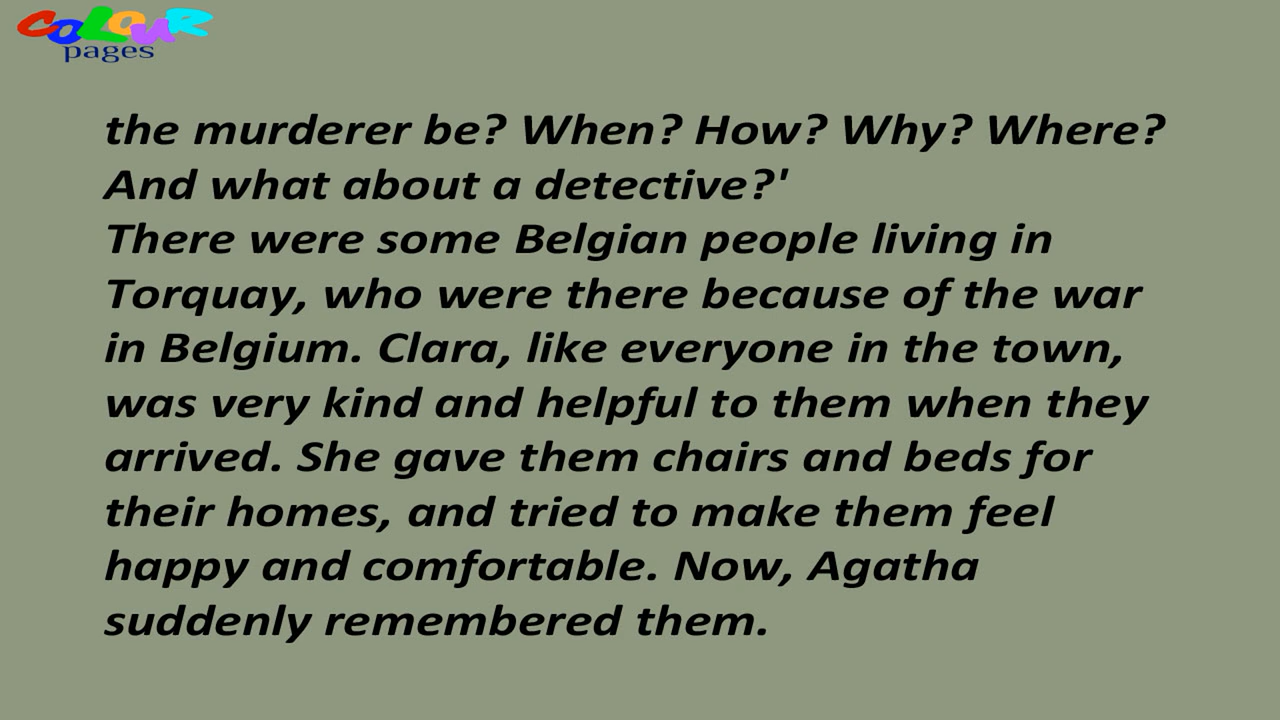 COLOUR
pages
the murderer be? When? How? Why? Where?
And what about a detective?'
There were some Belgian people living in
Torquay, who were there because of the war
in Belgium. Clara, like everyone in the town,
was very kind and helpful to them when they
arrived. She gave them chairs and beds for
their homes, and tried to make them feel
happy and comfortable. Now, Agatha
suddenly remembered them.